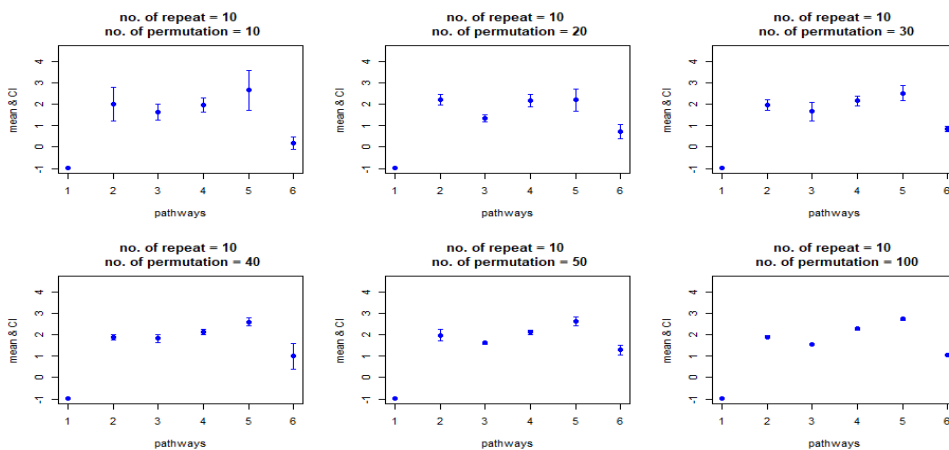 no. of repeat = 10
no. of permutation = 10
mean & CI
4
3
2
1
0
-1
1 2 3 4 5 6
pathways
no. of repeat = 10
no. of permutation = 20
mean & CI
4
3
2
1
0
-1
1 2 3 4 5 6
pathways
no. of repeat = 10
no. of permutation = 30
mean & CI
4
3
2
1
0
-1
1 2 3 4 5 6
pathways
no. of repeat = 10
no. of permutation = 40
mean & CI
4
3
2
1
0
-1
1 2 3 4 5 6
pathways
no. of repeat = 10
no. of permutation = 50
mean & CI
4
3
2
1
0
-1
1 2 3 4 5 6
pathways
no. of repeat = 10
no. of permutation = 100
mean & CI
4
3
2
1
0
-1
1 2 3 4 5 6
pathways